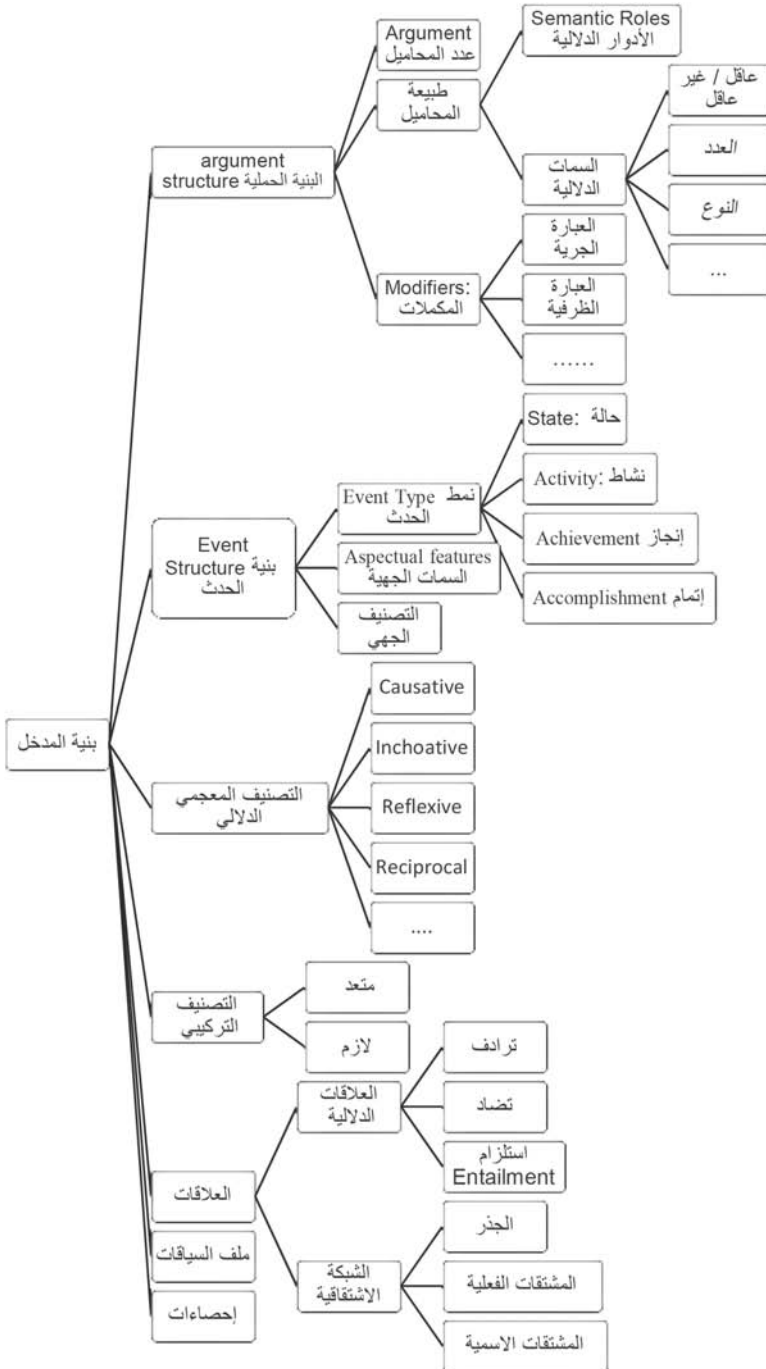 Argument
عدد المحاميل
طبيعة
المحاميل
Semantic Roles
الأدوار الدلالية
عاقل / غير
عاقل
العدد
النوع
...
السمات
الدلالية
argument
structure البنية الحملية
العبارة
الجرية
Modifiers:
المكملات
العبارة
الظرفية
......
State: حالة
Activity: نشاط
Event Type نمط
الحدث
Achievement إنجاز
Accomplishment إتمام
Event
Structure بنية
الحدث
Aspectual features
السمات الجهية
التصنيف
الجهي
بنية المدخل
Causative
Inchoative
التصنيف المعجمي
الدلالي
Reflexive
Reciprocal
....
التصنيف
التركيبي
متعد
لازم
العلاقات
العلاقات
الدلالية
ترادف
تضاد
استلزام
Entailment
الشبكة
الاشتقاقية
الجذر
المشتقات الفعلية
المشتقات الاسمية
ملف السياقات
إحصاءات